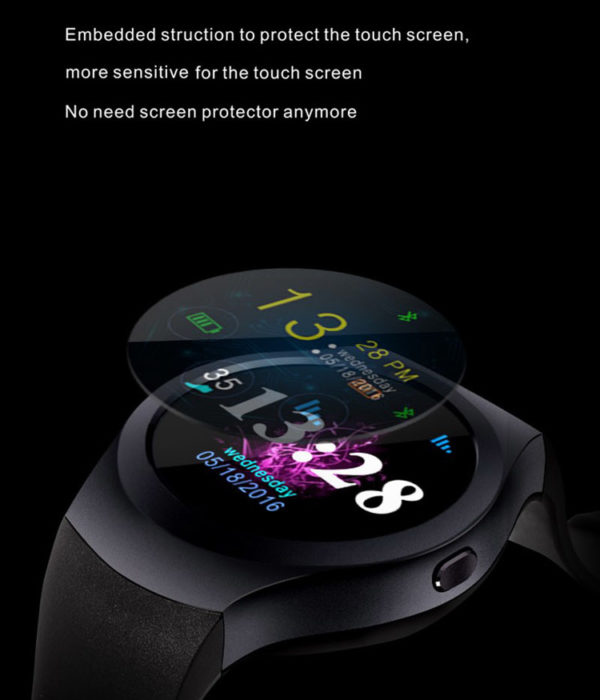 Embedded struction to protect the touch screen,
more sensitive for the touch screen
No need screen protector anymore
13
28 PM
wednesday
05/18/2016
35
13:28
wednesday
05/18/2016